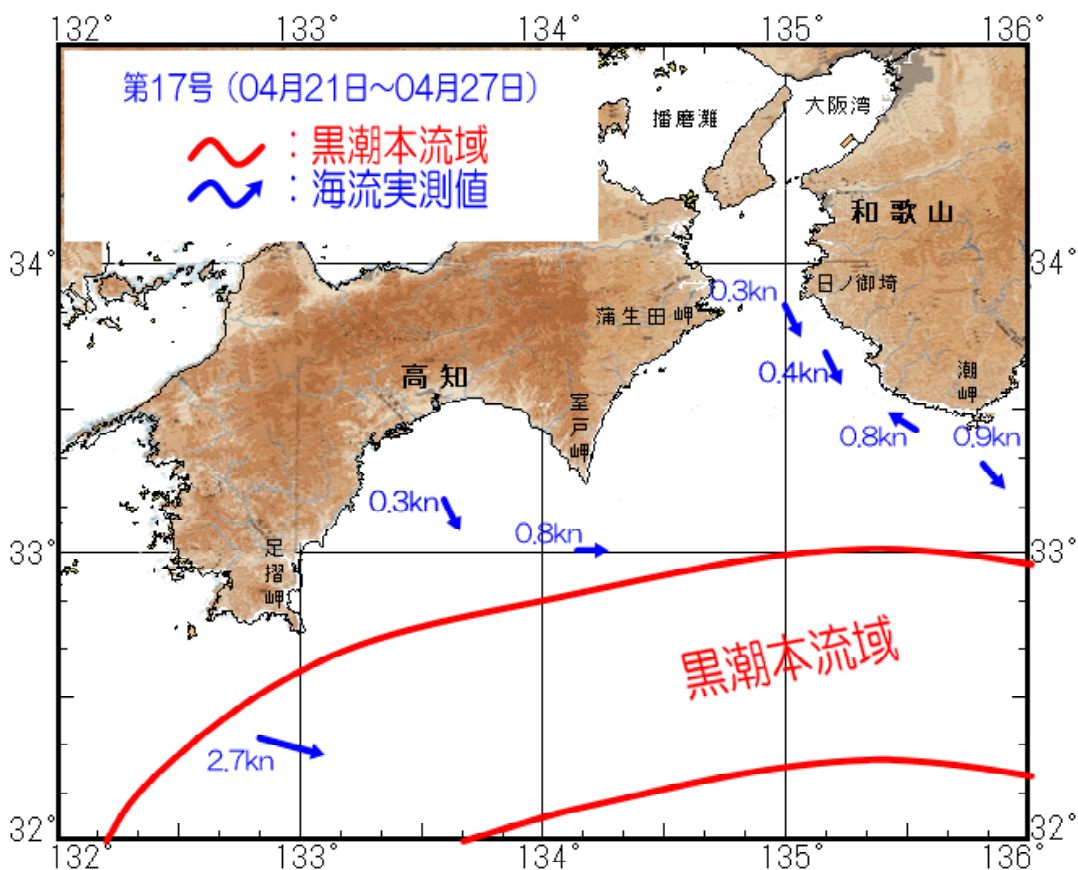 132° 133° 134° 135° 136°
第17号（04月21日～04月27日）
：黒潮本流域
：海流実測値
播磨灘
大阪湾
和歌山
34° 34°
日ノ御埼
0.3kn
蒲生田岬
0.4kn
潮岬
高知
室戸岬
0.8kn
0.9kn
0.3kn
0.8kn
33° 33°
足摺岬
黒潮本流域
2.7kn
32° 32°
132° 133° 134° 135° 136°